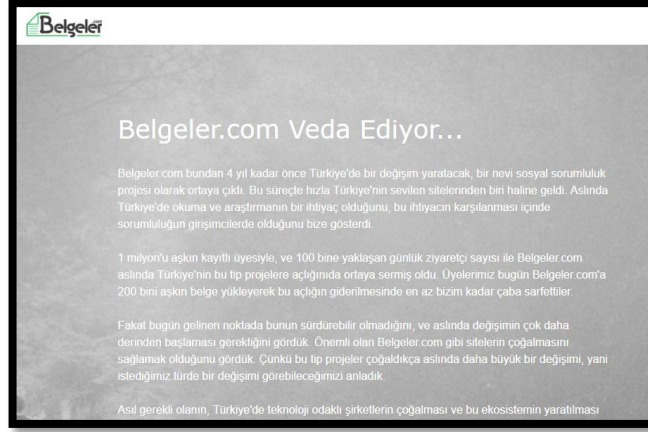 Belgeler.com
Belgeler.com Veda Ediyor...
Belgeler.com bundan 4 yıl kadar önce Türkiye'de bir değişim yaratacak, bir nevi sosyal sorumluluk
projesi olarak ortaya çıktı. Bu süreçte hızla Türkiye'nin sevilen sitelerinden biri haline geldi. Aslında
Türkiye'de okuma ve araştırmanın bir ihtiyaç olduğunu, bu ihtiyacın karşılanması içinde
sorumluluğun girişimcilerde olduğunu bize gösterdi.
1 milyon'u aşkın kayıtlı üyesiyle, ve 100 bine yaklaşan günlük ziyaretçi sayısı ile Belgeler.com
aslında Türkiye'nin bu tip projelere açlığınıda ortaya sermiş oldu. Üyelerimiz bugün Belgeler.com'a
200 bini aşkın belge yükleyerek bu açlığın giderilmesinde en az bizim kadar çaba sarfettiler.
Fakat bugün gelinen noktada bunun sürdürebilir olmadığını, ve aslında değişimin çok daha
derinden başlaması gerektiğini gördük. Önemli olan Belgeler.com gibi sitelerin çoğalmasını
sağlamak olduğunu gördük. Çünkü bu tip projeler çoğaldıkça aslında daha büyük bir değişimi, yani
istediğimiz türde bir değişimi görebileceğimizi anladık.
Asıl gerekli olanın, Türkiye'de teknoloji odaklı şirketlerin çoğalması ve bu ekosistemin yaratılması